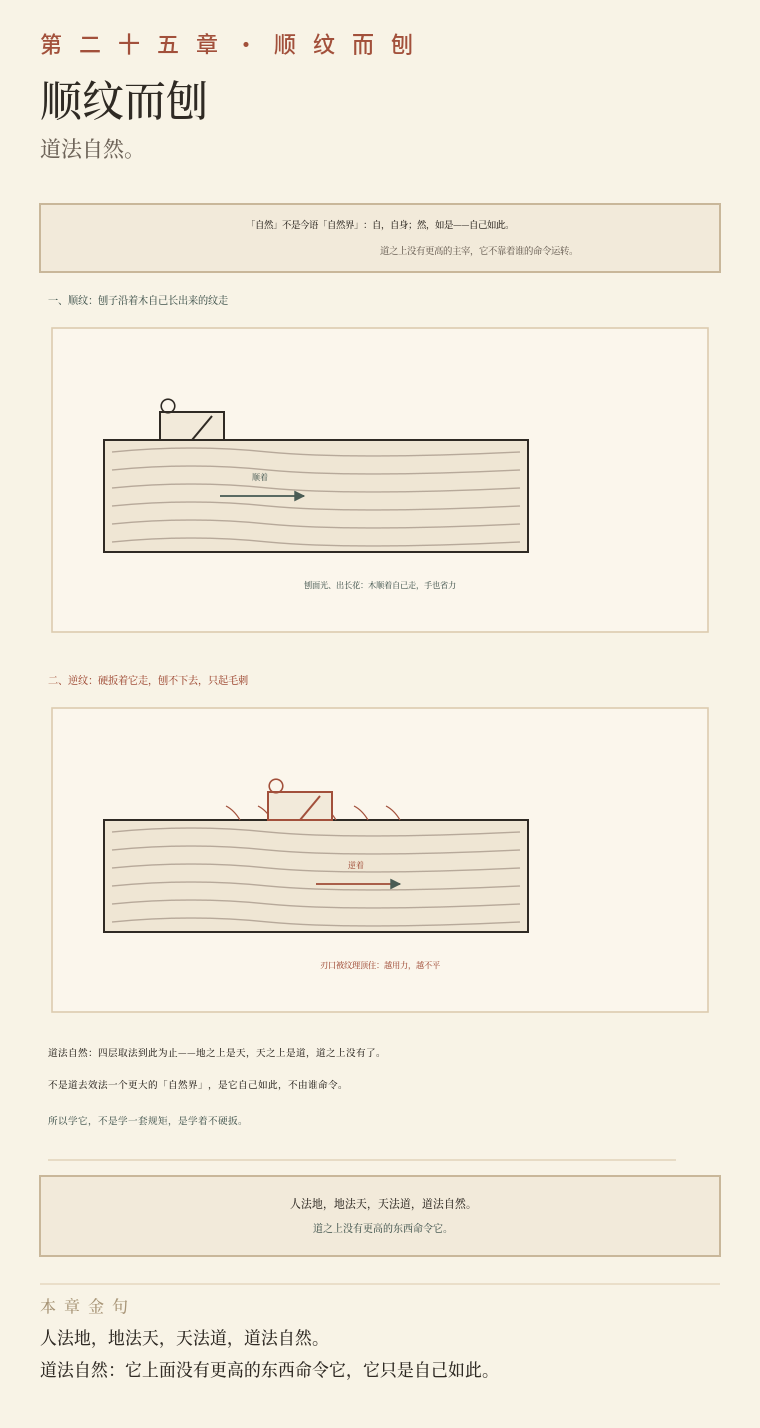 第二十五章·顺纹而刨
顺纹而刨
道法自然。
「自然」不是今语「自然界」：自，自身；然，如是——自己如此。
道之上没有更高的主宰，它不靠着谁的命令运转。
一、顺纹：刨子沿着木自己长出来的纹走
顺着
刨面光、出长花：木顺着自己走，手也省力
二、逆纹：硬扳着它走，刨不下去，只起毛刺
逆着
刃口被纹理顶住：越用力，越不平
道法自然：四层取法到此为止——地之上是天，天之上是道，道之上没有了。
不是道去效法一个更大的「自然界」，是它自己如此，不由谁命令。
所以学它，不是学一套规矩，是学着不硬扳。
人法地，地法天，天法道，道法自然。
道之上没有更高的东西命令它。
本章金句
人法地，地法天，天法道，道法自然。
道法自然：它上面没有更高的东西命令它，它只是自己如此。